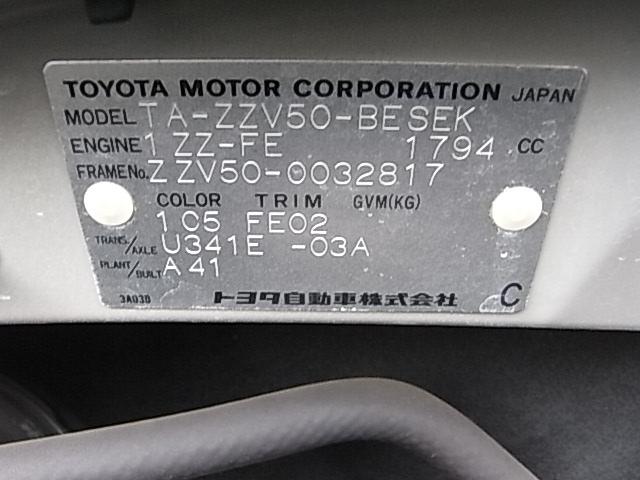 TOYOTA MOTOR CORPORATION JAPAN
MODEL TA-ZZV50-BESEK
ENGINE 1ZZ-FE 1794 CC
FRAME No. ZZV50-0032817
COLOR TRIM GVM(KG)
1C5 FE02
TRANS./AXLE U341E -03A
PLANT/BUILT A41
3A030 トヨタ自動車株式会社 C